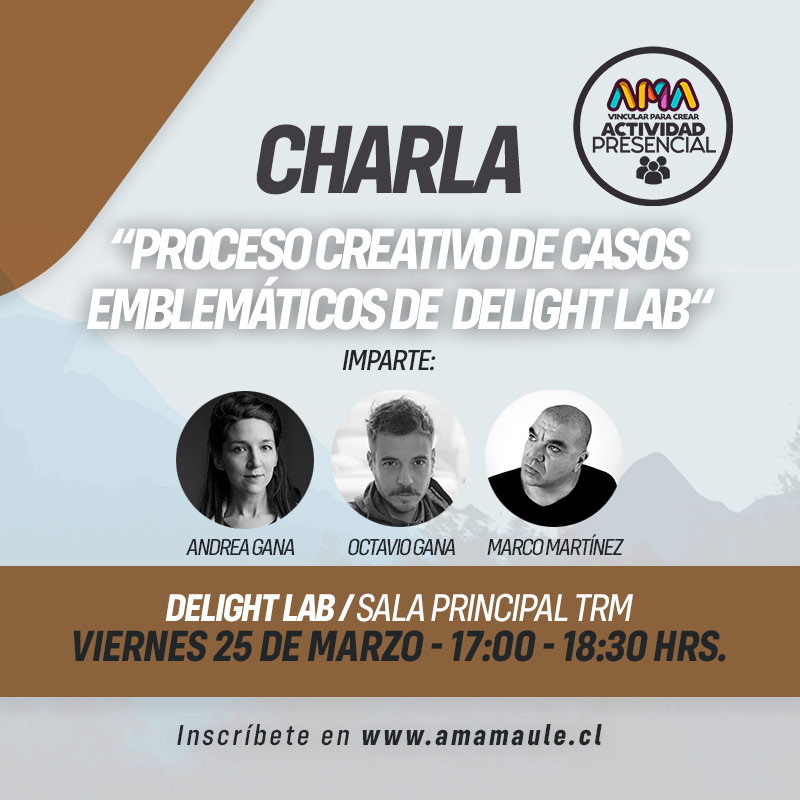 AMA
VINCULAR PARA CREAR
ACTIVIDAD
PRESENCIAL
CHARLA
“PROCESO CREATIVO DE CASOS
EMBLEMÁTICOS DE DELIGHT LAB“
IMPARTE:
ANDREA GANA
OCTAVIO GANA
MARCO MARTÍNEZ
DELIGHT LAB / SALA PRINCIPAL TRM
VIERNES 25 DE MARZO - 17:00 - 18:30 HRS.
Inscríbete en www.amamaule.cl